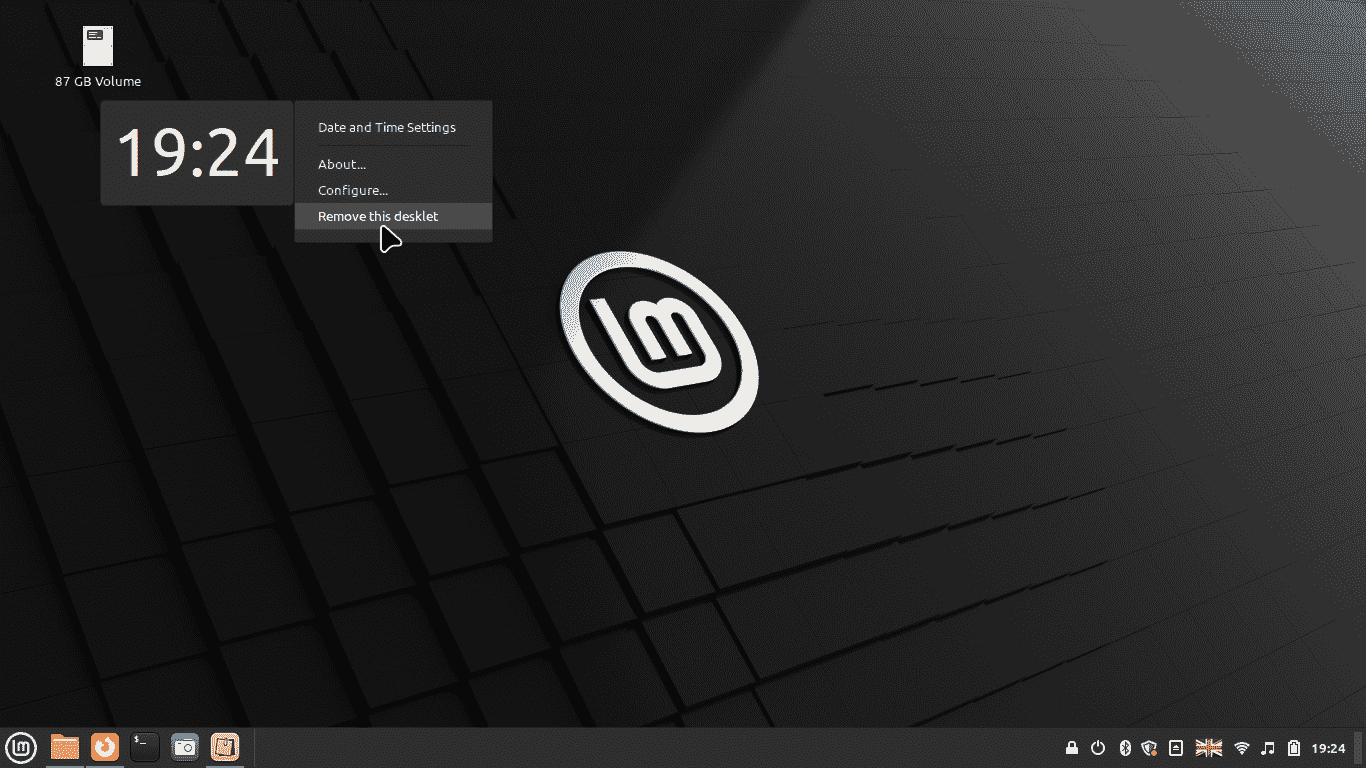 87 GB Volume
19:24
Date and Time Settings
About...
Configure...
Remove this desklet
$_
19:24